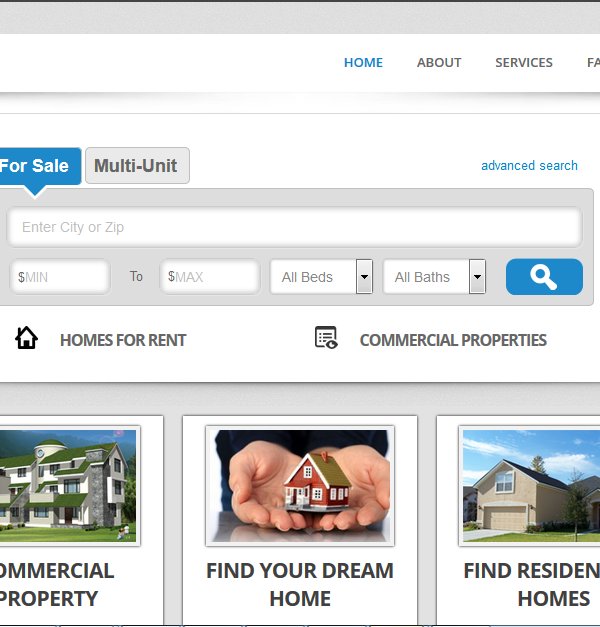 HOME ABOUT SERVICES FA
For Sale Multi-Unit advanced search
Enter City or Zip
$MIN To $MAX All Beds All Baths
HOMES FOR RENT COMMERCIAL PROPERTIES
OMMERCIAL
PROPERTY
FIND YOUR DREAM
HOME
FIND RESIDEN
HOMES